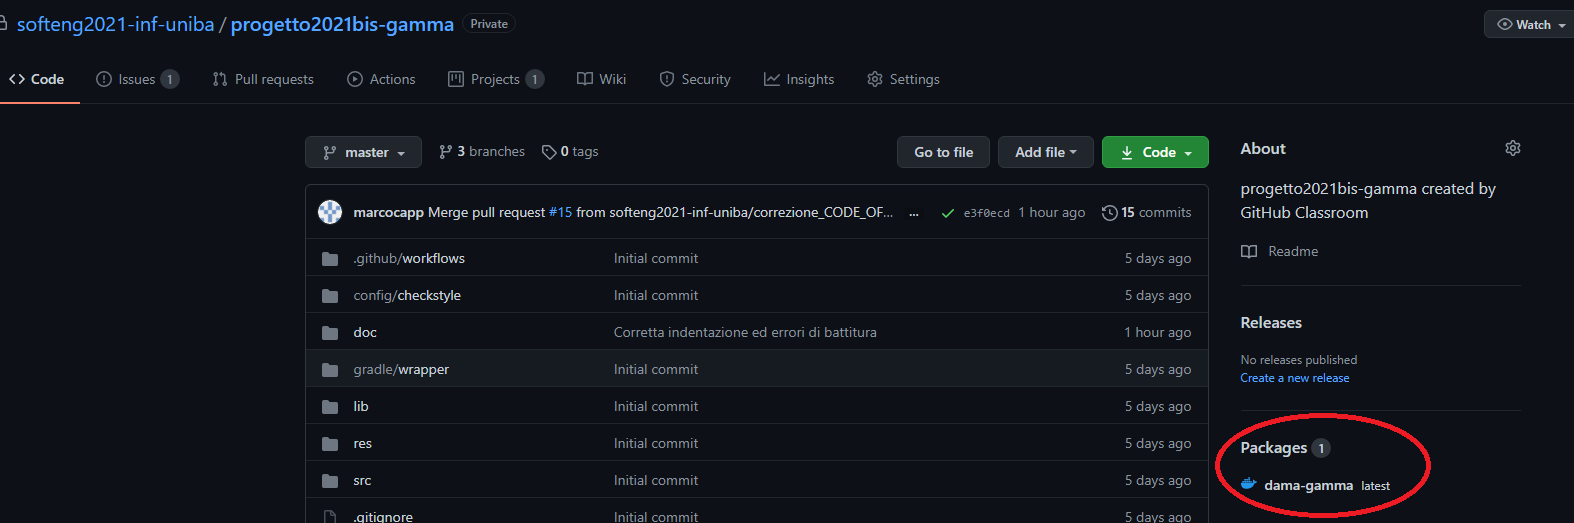 softeng2021-inf-uniba / progetto2021bis-gamma Private
Watch
Code Issues 1 Pull requests Actions Projects 1 Wiki Security Insights Settings
master 3 branches 0 tags Go to file Add file Code
marcocapp Merge pull request #15 from softeng2021-inf-uniba/correzione_CODE_OF... ... e3f0ecd 1 hour ago 15 commits
.github/workflows Initial commit 5 days ago
config/checkstyle Initial commit 5 days ago
doc Corretta indentazione ed errori di battitura 1 hour ago
gradle/wrapper Initial commit 5 days ago
lib Initial commit 5 days ago
res Initial commit 5 days ago
src Initial commit 5 days ago
.gitignore Initial commit 5 days ago
About
progetto2021bis-gamma created by
GitHub Classroom
Readme
Releases
No releases published
Create a new release
Packages 1
dama-gamma latest